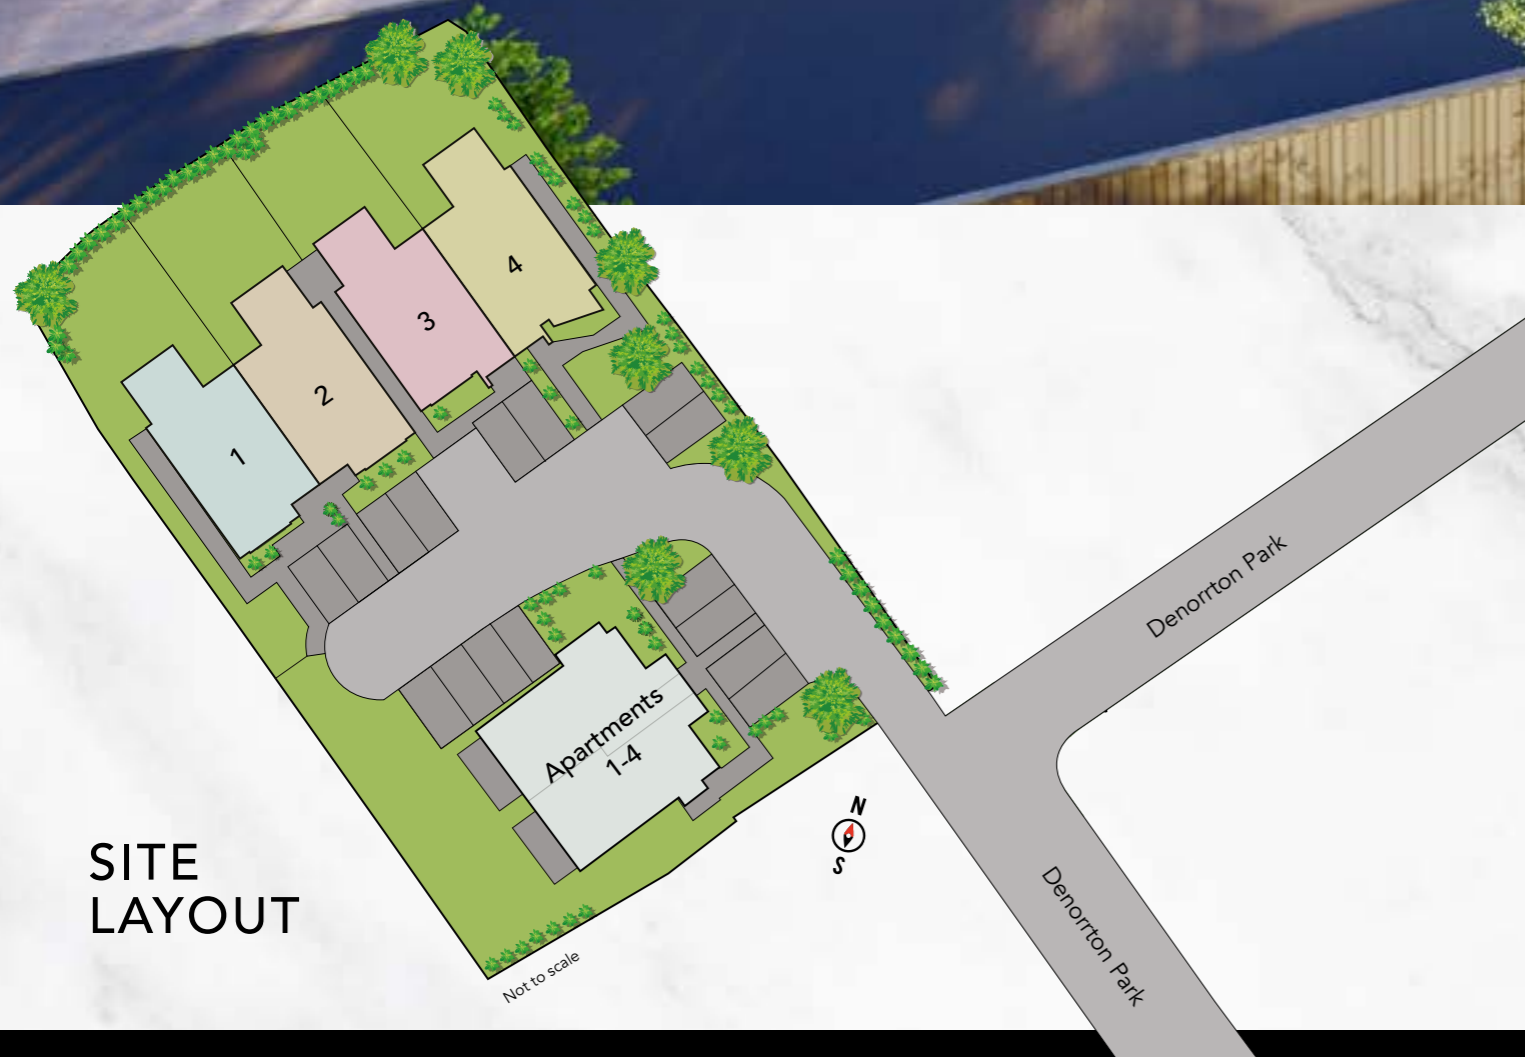 4
3
2
1
Apartments
1-4
Denorrton Park
Denorrton Park
N
S
SITE
LAYOUT
Not to scale